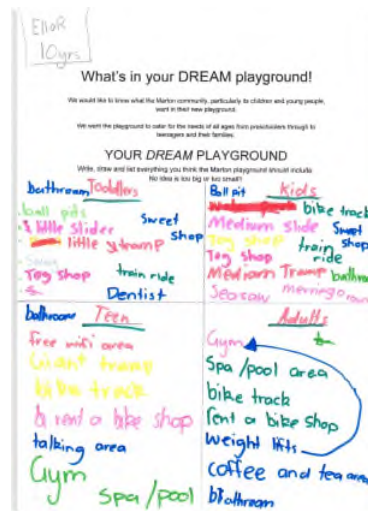 EllaR
10yrs
What's in your DREAM playground!
We would like to know what the Marton community, particularly its children and young people,
want in their new playground.
We want the playground to cater for the needs of all ages from preschoolers through to
teenagers and their families.
YOUR DREAM PLAYGROUND
Write, draw and list everything you think the Marton playground should include.
No idea is too big or too small!
bathroom Toddlers
ball pits
little slider
Sweet
Shop
little tramp
Toy shop
train ride
Dentist
Ball pit Kids
bike track
Medium slide
Sweet
Shop
Toy shop
train
ride
Medium Tramp bathroom
Seasaw merringo round
bathroom Teen
free wifi area
Giant tramp
bike track
rent a bike shop
talking area
Gym
Spa/pool
Adults
Gym
Spa/pool area
bike track
rent a bike shop
Weight lifts
coffee and tea area
bathroom